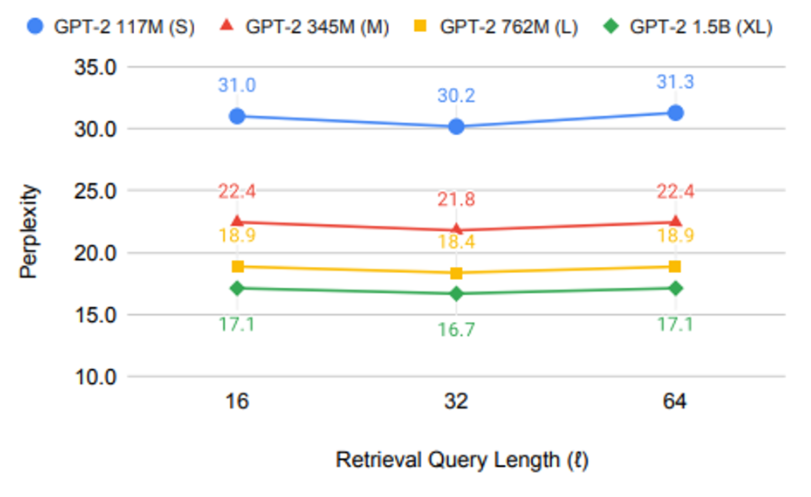 GPT-2 117M (S) GPT-2 345M (M) GPT-2 762M (L) GPT-2 1.5B (XL)
35.0
31.0 30.2 31.3
30.0
25.0
22.4 21.8 22.4
18.9 18.4 18.9
20.0
15.0
17.1 16.7 17.1
10.0
16 32 64
Perplexity
Retrieval Query Length (ℓ)